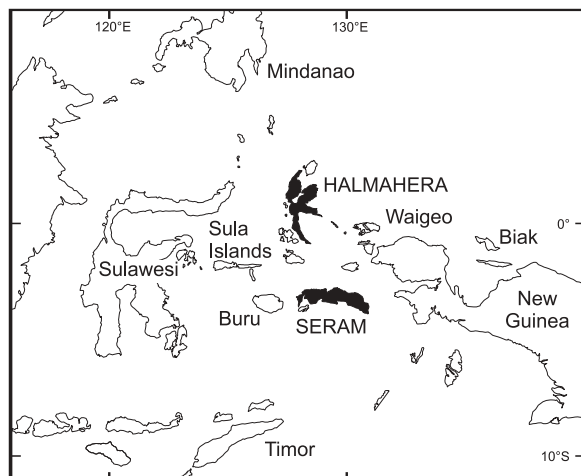 120°E
130°E
Mindanao
HALMAHERA
Waigeo
0°
Sula
Islands
Biak
Sulawesi
New
Guinea
Buru
SERAM
Timor
10°S